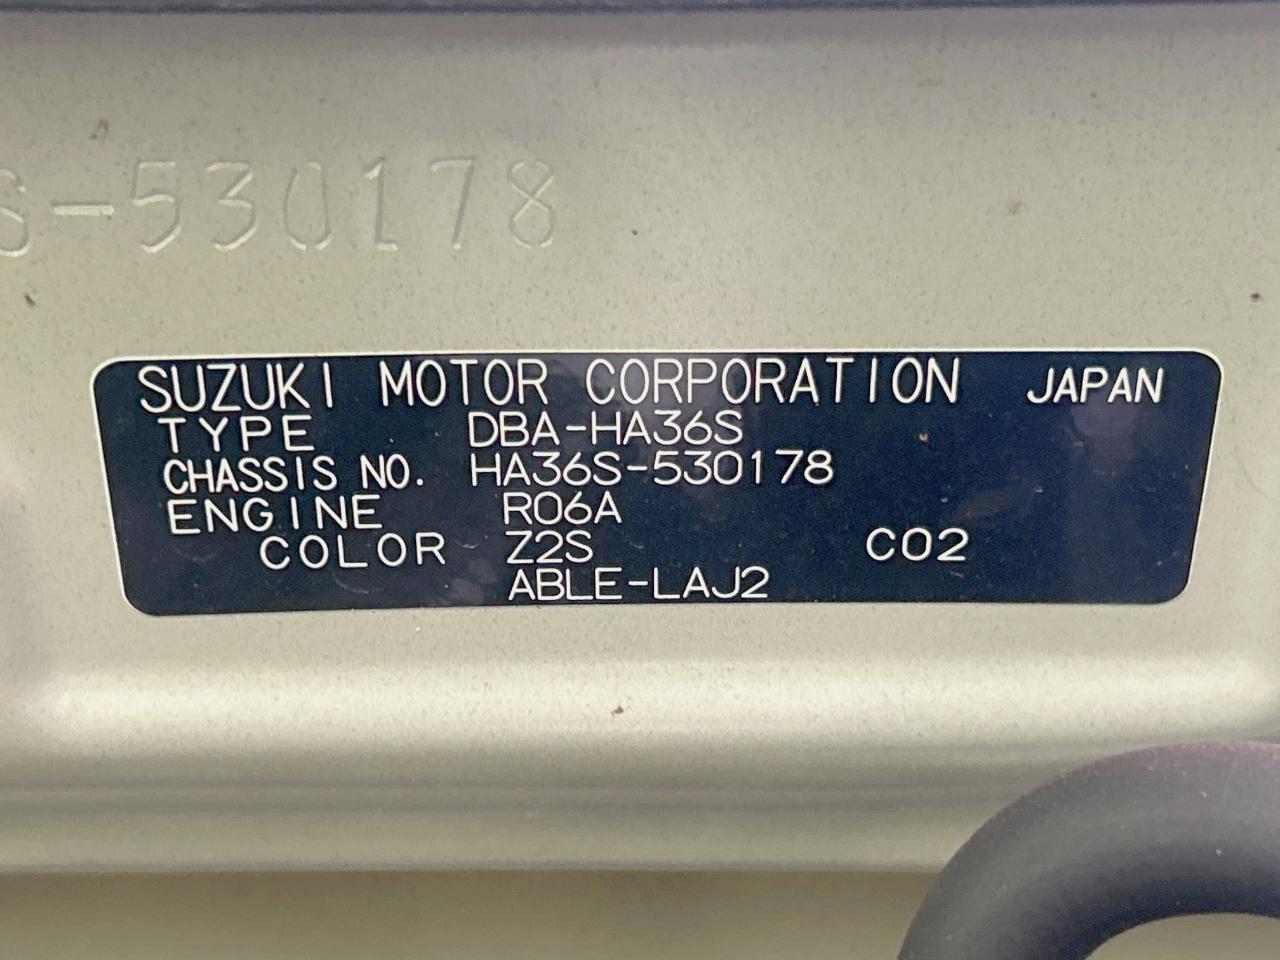 S-530178
SUZUKI MOTOR CORPORATION JAPAN
TYPE DBA-HA36S
CHASSIS NO. HA36S-530178
ENGINE R06A
COLOR Z2S C02
ABLE-LAJ2